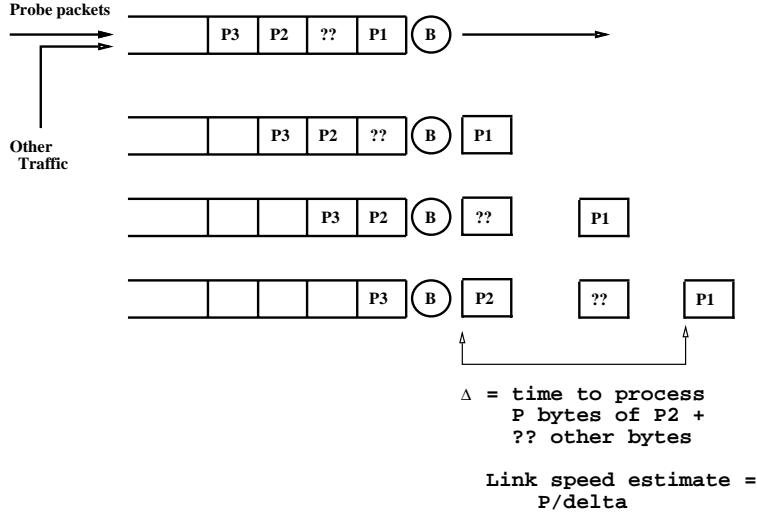 Probe packets
P3 P2 ?? P1 B
Other
Traffic
P3 P2 ?? B P1
P3 P2 B ?? P1
P3 B P2 ?? P1
Δ = time to process
P bytes of P2 +
?? other bytes
Link speed estimate =
P/delta